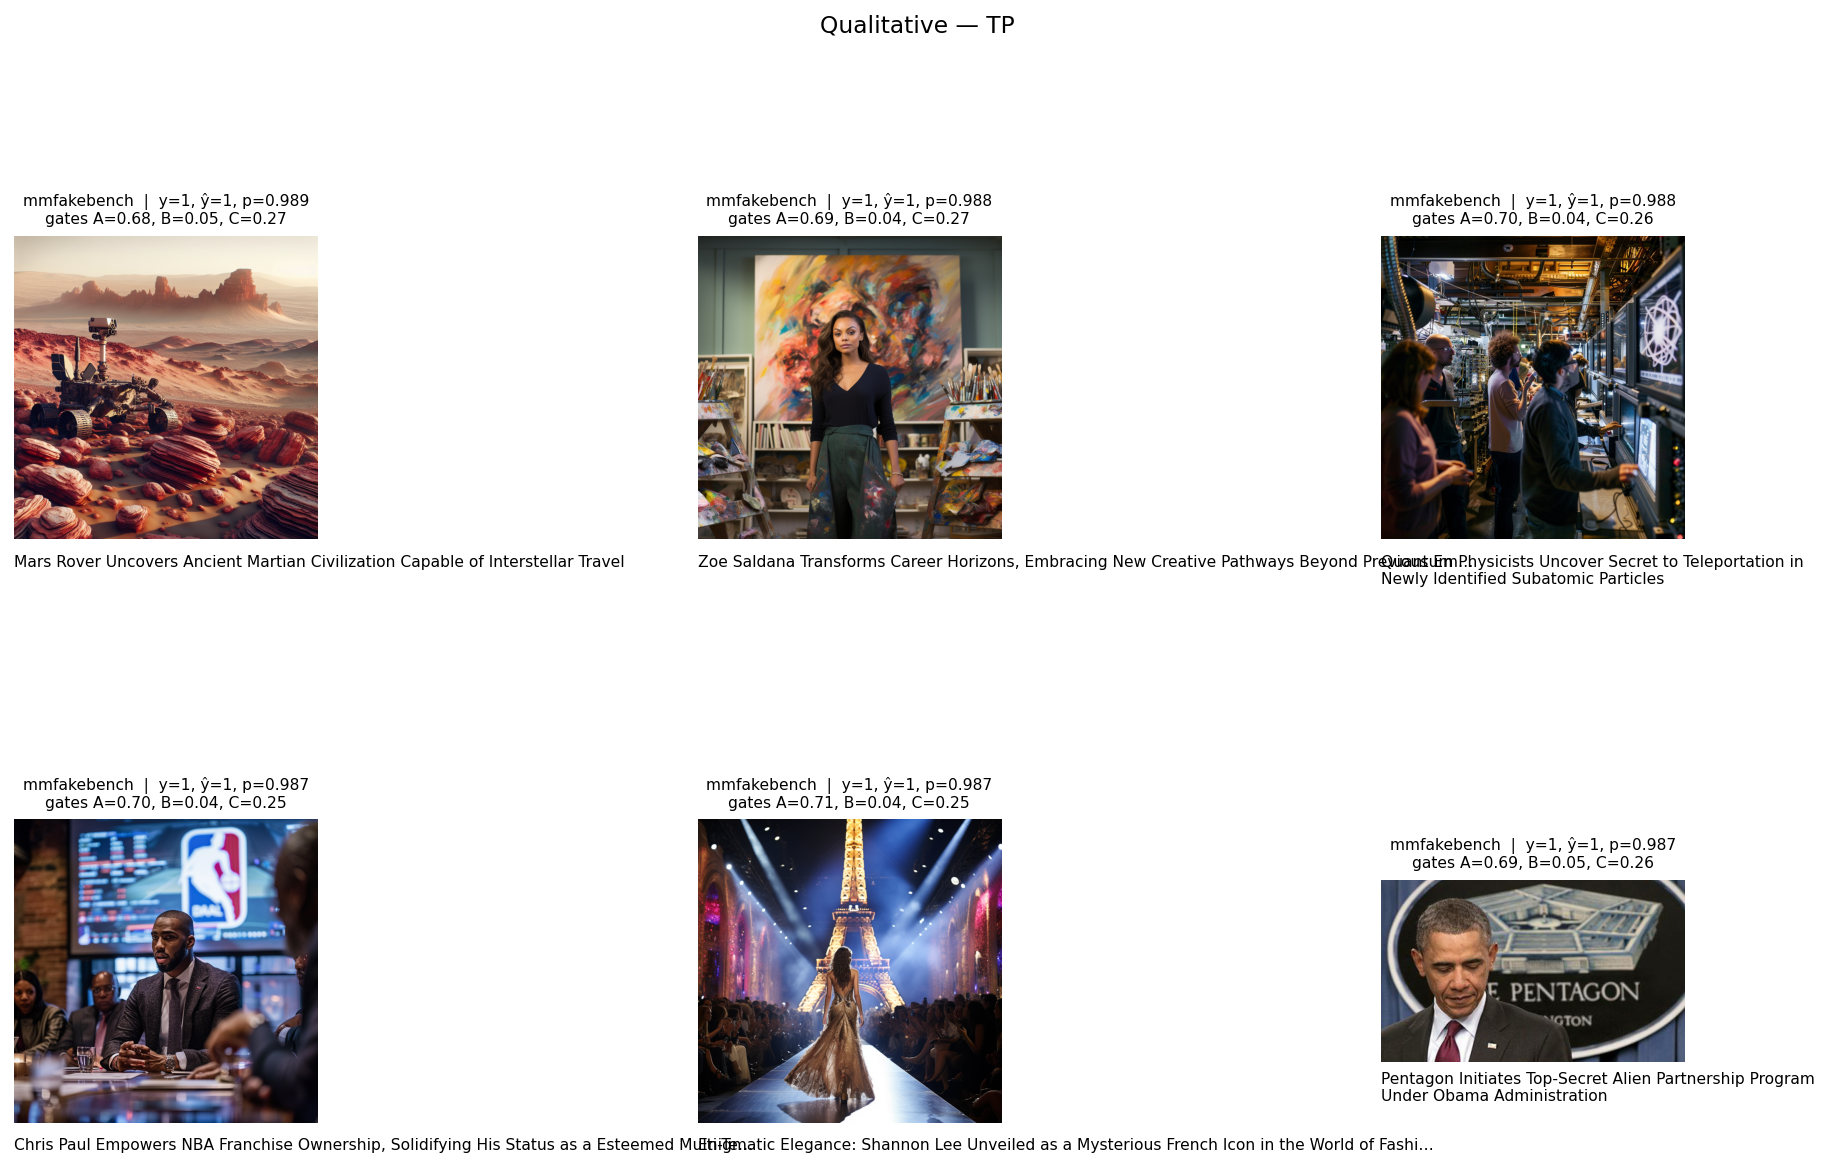 Qualitative — TP
mmfakebench | y=1, ŷ=1, p=0.989
gates A=0.68, B=0.05, C=0.27
Mars Rover Uncovers Ancient Martian Civilization Capable of Interstellar Travel
mmfakebench | y=1, ŷ=1, p=0.988
gates A=0.69, B=0.04, C=0.27
Zoe Saldana Transforms Career Horizons, Embracing New Creative Pathways Beyond Previous Em…
mmfakebench | y=1, ŷ=1, p=0.988
gates A=0.70, B=0.04, C=0.26
Quantum Physicists Uncover Secret to Teleportation in
Newly Identified Subatomic Particles
mmfakebench | y=1, ŷ=1, p=0.987
gates A=0.70, B=0.04, C=0.25
BAAL
Chris Paul Empowers NBA Franchise Ownership, Solidifying His Status as a Esteemed
mmfakebench | y=1, ŷ=1, p=0.987
gates A=0.71, B=0.04, C=0.25
Enigmatic Elegance: Shannon Lee Unveiled as a Mysterious French Icon in the World of Fashi…
mmfakebench | y=1, ŷ=1, p=0.987
gates A=0.69, B=0.05, C=0.26
E PENTAGON
NGTON
Pentagon Initiates Top-Secret Alien Partnership Program
Under Obama Administration